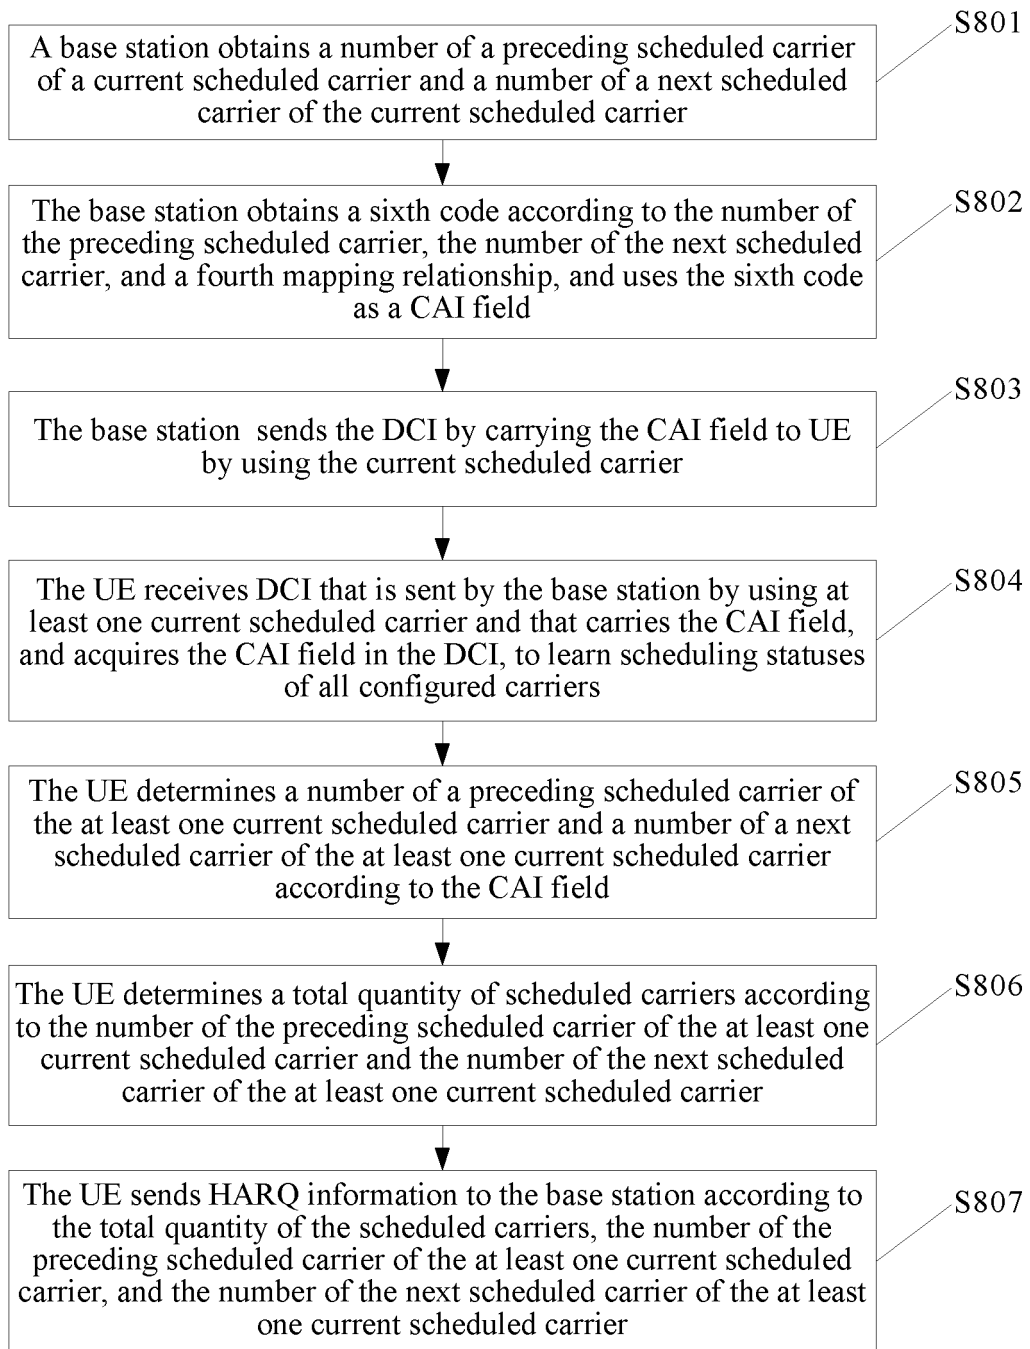 S801
A base station obtains a number of a preceding scheduled carrier
of a current scheduled carrier and a number of a next scheduled
carrier of the current scheduled carrier
S802
The base station obtains a sixth code according to the number of
the preceding scheduled carrier, the number of the next scheduled
carrier, and a fourth mapping relationship, and uses the sixth code
as a CAI field
S803
The base station sends the DCI by carrying the CAI field to UE
by using the current scheduled carrier
S804
The UE receives DCI that is sent by the base station by using at
least one current scheduled carrier and that carries the CAI field,
and acquires the CAI field in the DCI, to learn scheduling statuses
of all configured carriers
S805
The UE determines a number of a preceding scheduled carrier of
the at least one current scheduled carrier and a number of a next
scheduled carrier of the at least one current scheduled carrier
according to the CAI field
S806
The UE determines a total quantity of scheduled carriers according
to the number of the preceding scheduled carrier of the at least one
current scheduled carrier and the number of the next scheduled
carrier of the at least one current scheduled carrier
S807
The UE sends HARQ information to the base station according to
the total quantity of the scheduled carriers, the number of the
preceding scheduled carrier of the at least one current scheduled
carrier, and the number of the next scheduled carrier of the at least
one current scheduled carrier